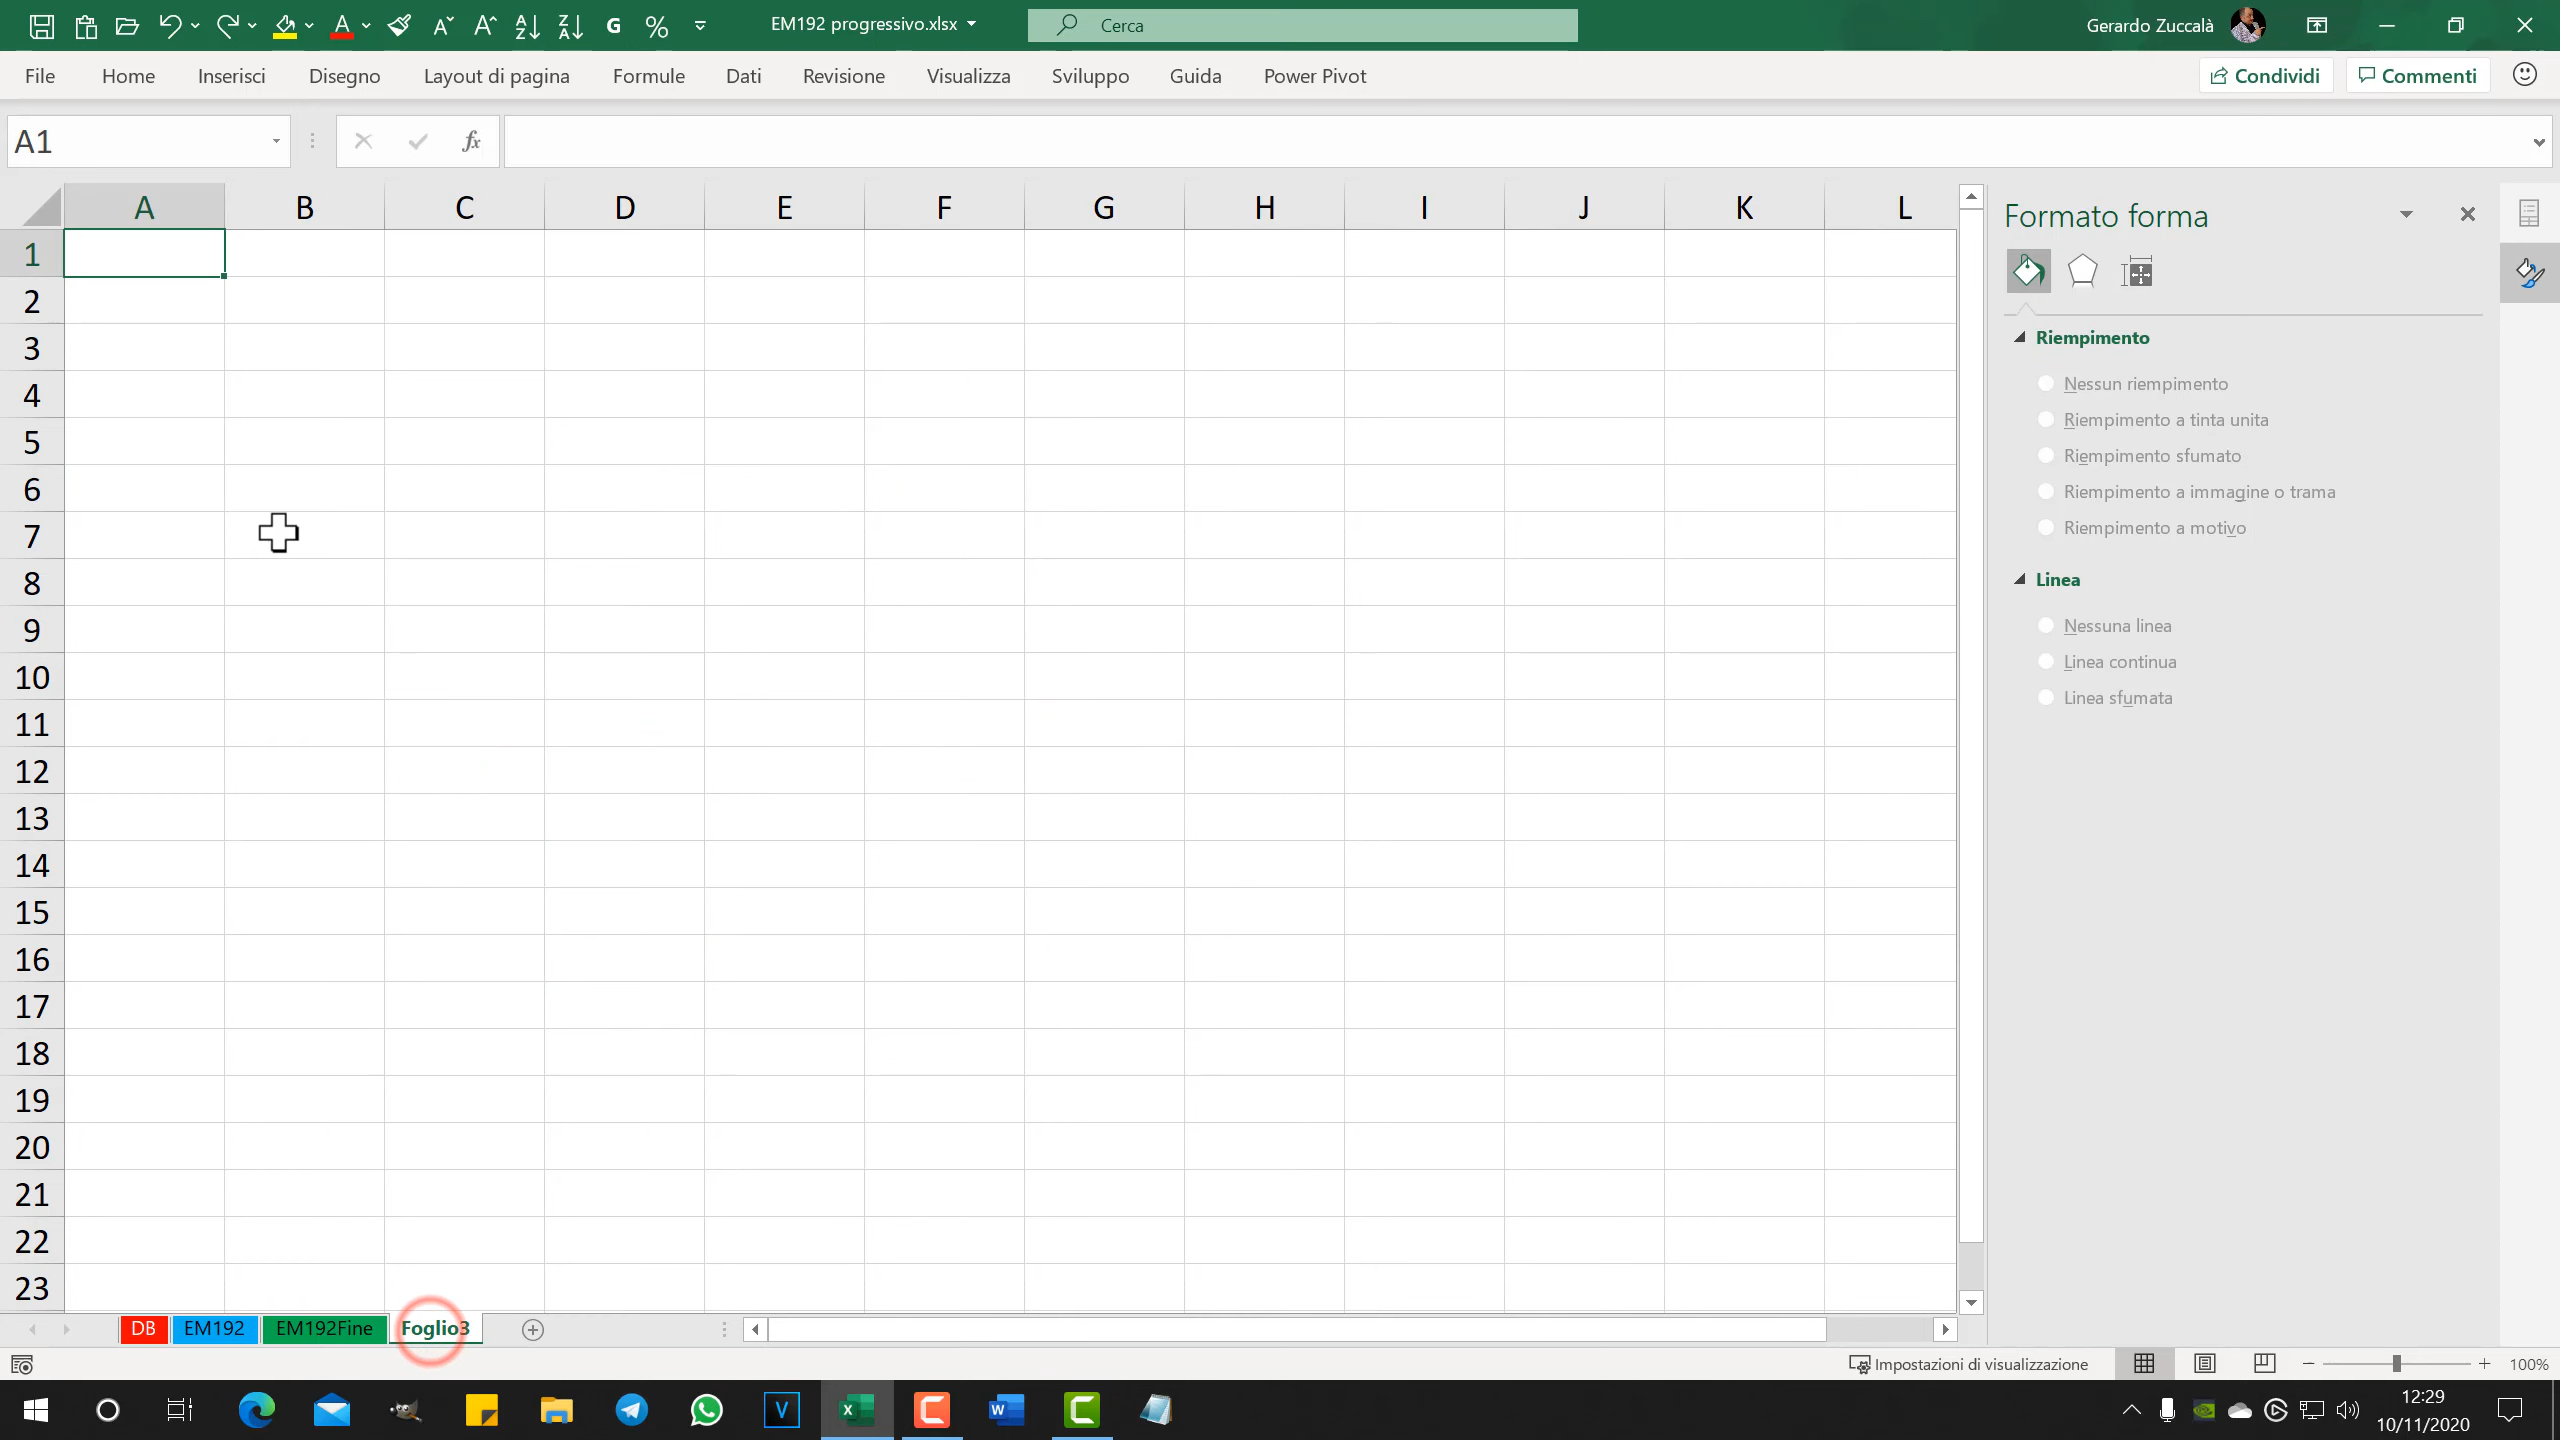 G % EM192 progressivo.xlsx Cerca Gerardo Zuccalà
File Home Inserisci Disegno Layout di pagina Formule Dati Revisione Visualizza Sviluppo Guida Power Pivot Condividi Commenti
A1 fx
A B C D E F G H I J K L
1
2
3
4
5
6
7
8
9
10
11
12
13
14
15
16
17
18
19
20
21
22
23
Formato forma
Riempimento
Nessun riempimento
Riempimento a tinta unita
Riempimento sfumato
Riempimento a immagine o trama
Riempimento a motivo
Linea
Nessuna linea
Linea continua
Linea sfumata
DB EM192 EM192Fine Foglio3
Impostazioni di visualizzazione 100%
12:29
10/11/2020